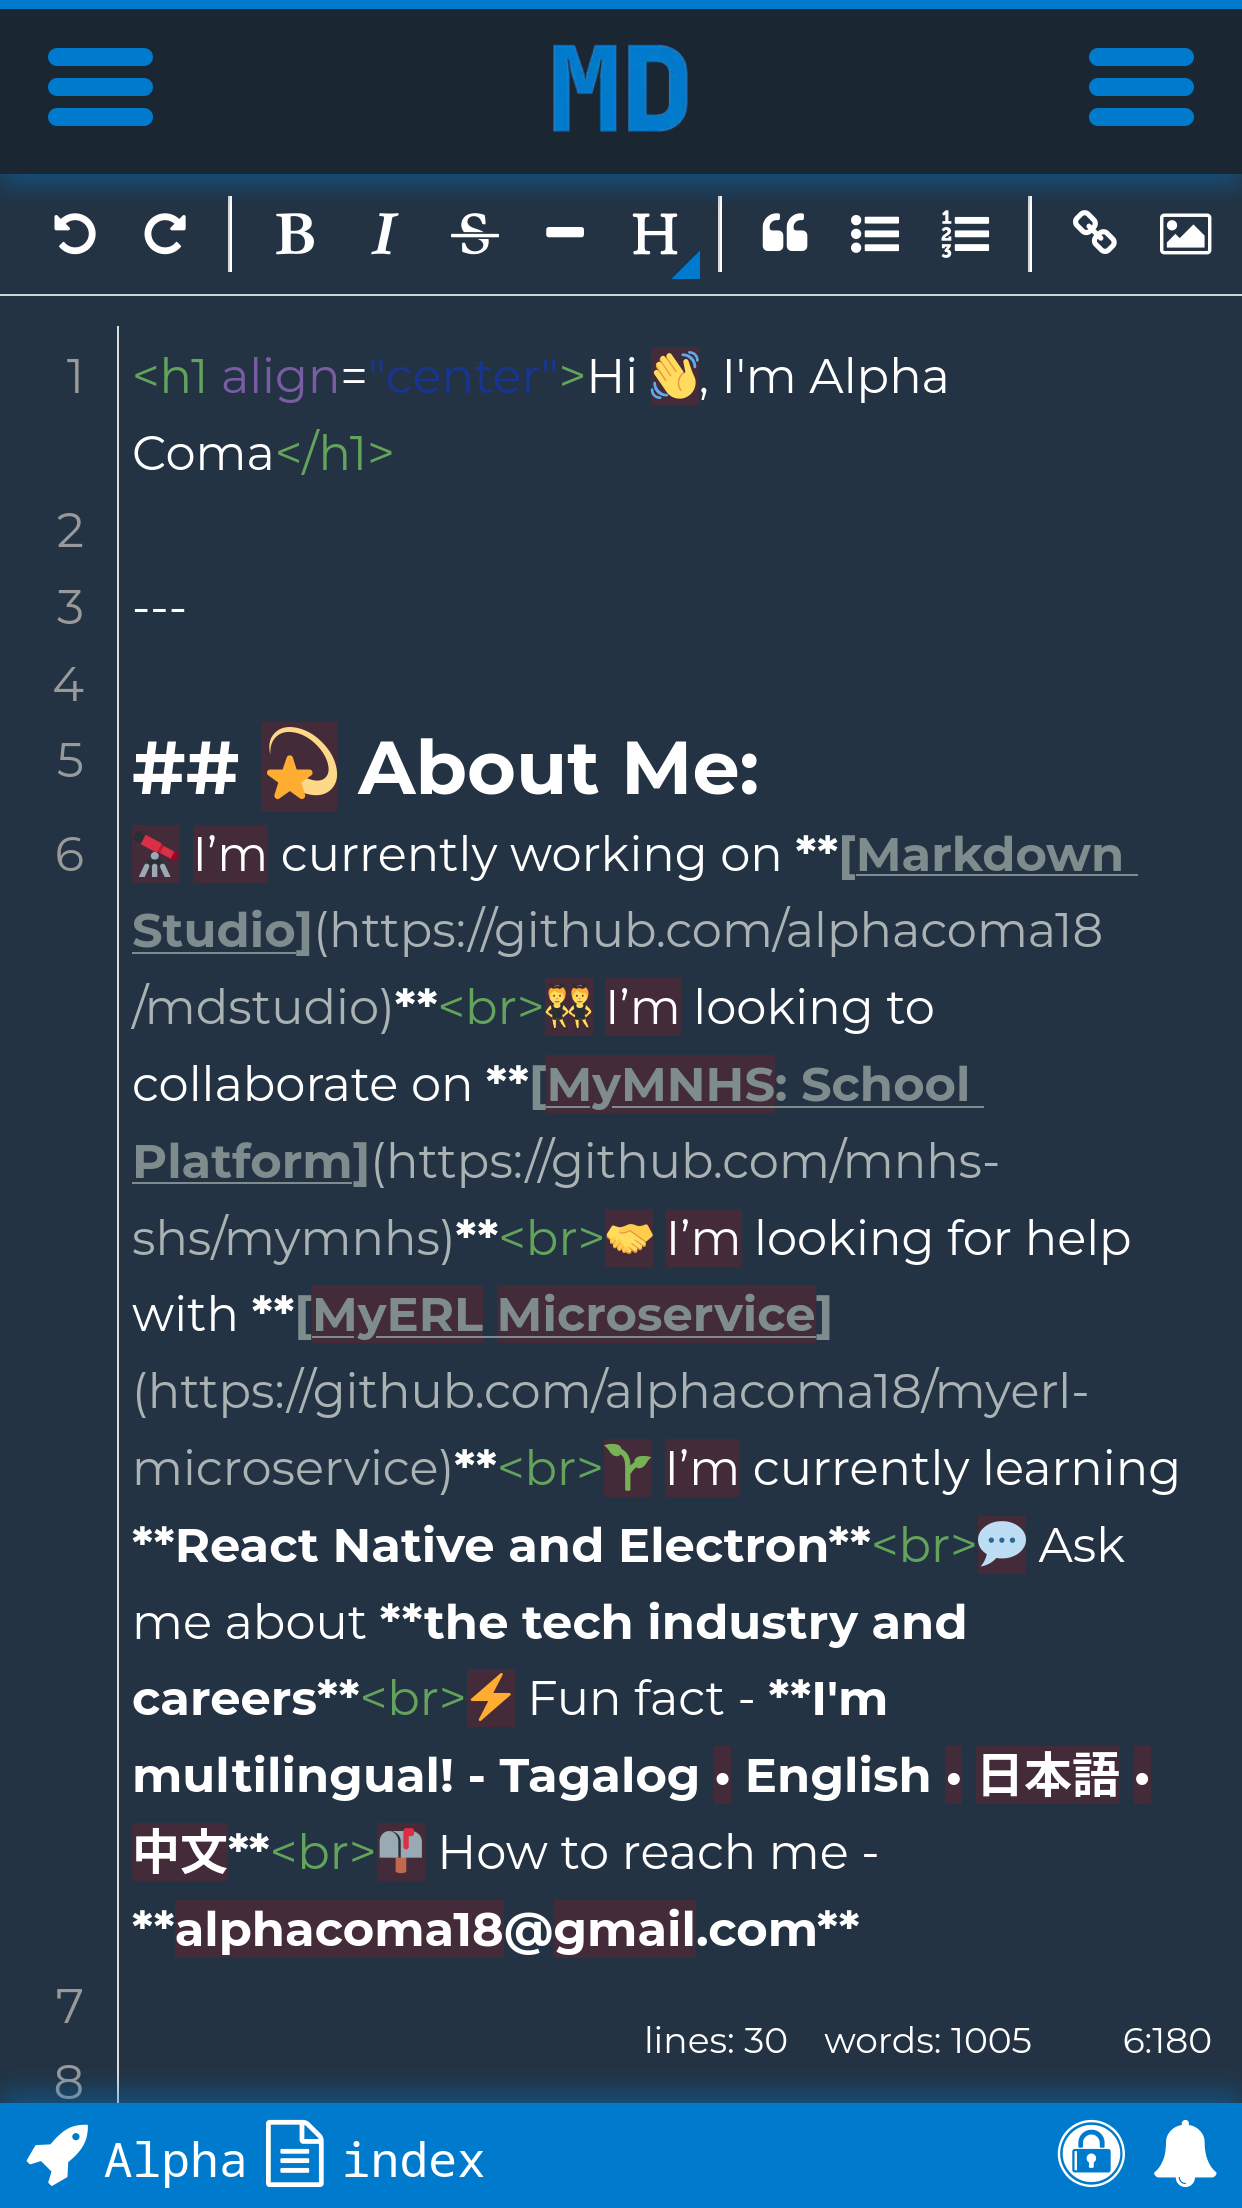 MD
B I S H
1 <h1 align="center">Hi 👋, I'm Alpha
Coma</h1>
2
3 ---
4
5 ## 💫 About Me:
6 🔭 I’m currently working on **[Markdown
Studio](https://github.com/alphacoma18
/mdstudio)**<br>👯 I’m looking to
collaborate on **[MyMNHS: School
Platform](https://github.com/mnhs-
shs/mymnhs)**<br>🤝 I’m looking for help
with **[MyERL Microservice]
(https://github.com/alphacoma18/myerl-
microservice)**<br>🌱 I’m currently learning
**React Native and Electron**<br>💬 Ask
me about **the tech industry and
careers**<br>⚡ Fun fact - **I'm
multilingual! - Tagalog • English • 日本語 •
中文**<br>📫 How to reach me -
**alphacoma18@gmail.com**
7
lines: 30 words: 1005 6:180
8
Alpha index